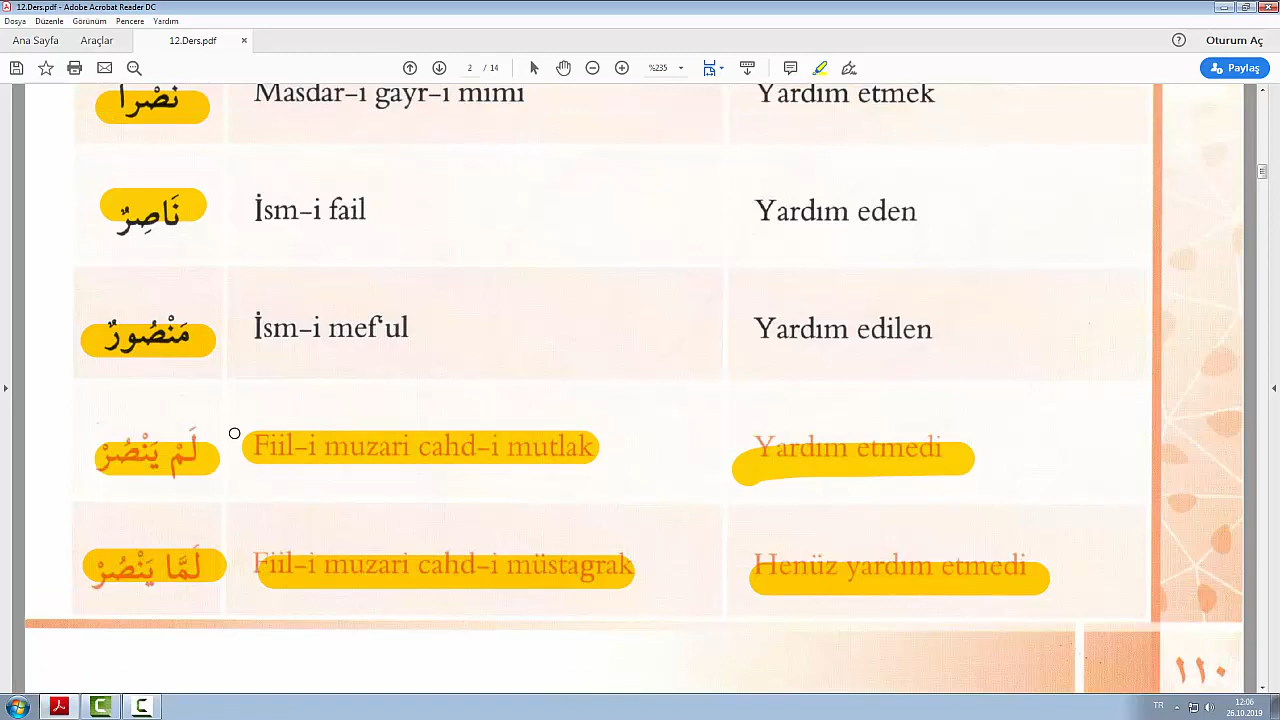 12.Ders.pdf - Adobe Acrobat Reader DC
Dosya Düzenle Görünüm Pencere Yardım
Ana Sayfa Araçlar 12.Ders.pdf × Oturum Aç
2 / 14 %235 Paylaş
نَصْراً Masdar-ı gayr-ı mimi Yardım etmek
نَاصِرٌ İsm-i fail Yardım eden
مَنْصُورٌ İsm-i mef'ul Yardım edilen
لَمْ يَنْصُرْ Fiil-i muzari cahd-i mutlak Yardım etmedi
لَمَّا يَنْصُرْ Fiil-i muzari cahd-i müstagrak Henüz yardım etmedi
١١٠
TR 12:06
26.10.2019